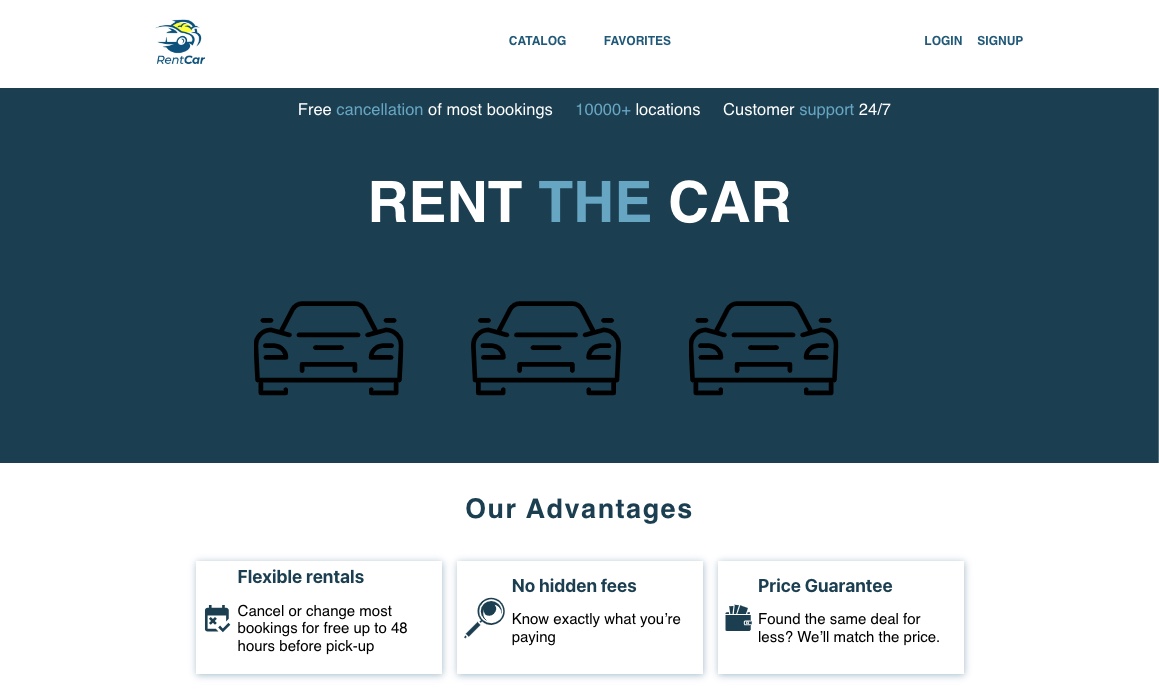 RentCar
CATALOG
FAVORITES
LOGIN
SIGNUP
Free cancellation of most bookings
10000+ locations
Customer support 24/7
RENT THE CAR
Our Advantages
Flexible rentals
Cancel or change most
bookings for free up to 48
hours before pick-up
No hidden fees
Know exactly what you’re
paying
Price Guarantee
Found the same deal for
less? We’ll match the price.